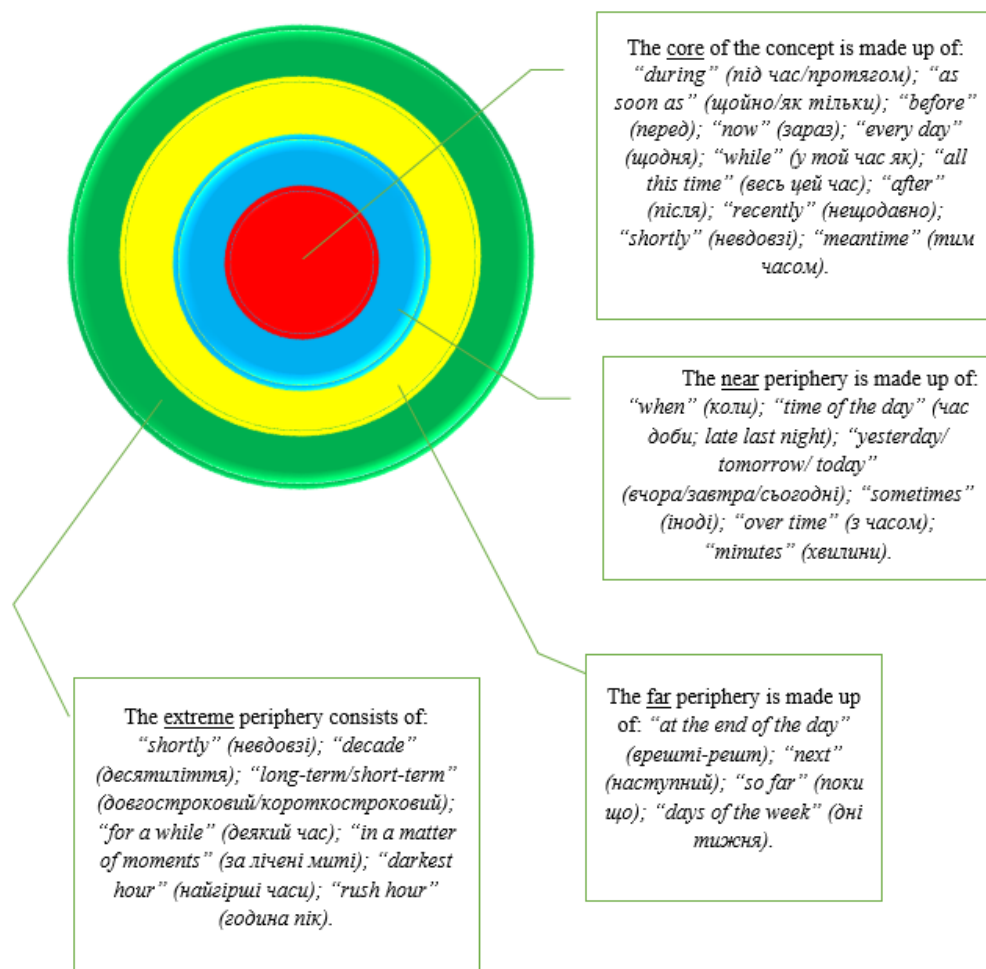 The core of the concept is made up of:
“during” (під час/протягом); “as
soon as” (щойно/як тільки); “before”
(перед); “now” (зараз); “every day”
(щодня); “while” (у той час як); “all
this time” (весь цей час); “after”
(після); “recently” (нещодавно);
“shortly” (невдовзі); “meantime” (тим
часом).
The near periphery is made up of:
“when” (коли); “time of the day” (час
доби; late last night); “yesterday/
tomorrow/ today”
(вчора/завтра/сьогодні); “sometimes”
(іноді); “over time” (з часом);
“minutes” (хвилини).
The far periphery is made up
of: “at the end of the day”
(врешті-решт); “next”
(наступний); “so far” (поки
що); “days of the week” (дні
тижня).
The extreme periphery consists of:
“shortly” (невдовзі); “decade”
(десятиліття); “long-term/short-term”
(довгостроковий/короткостроковий);
“for a while” (деякий час); “in a matter
of moments” (за лічені миті); “darkest
hour” (найгірші часи); “rush hour”
(година пік).